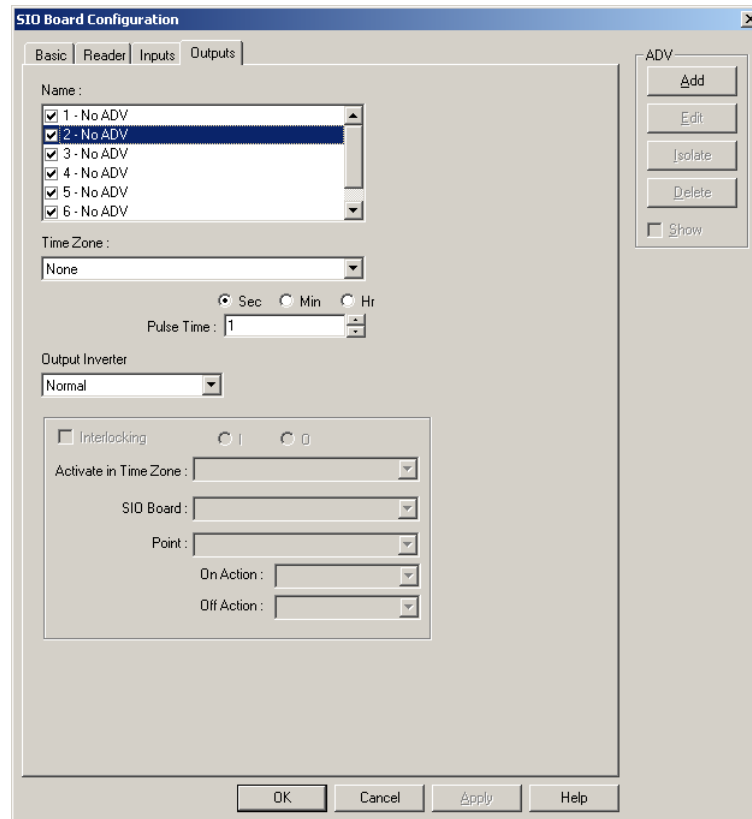 SIO Board Configuration
Basic Reader Inputs Outputs
Name :
1 - No ADV
2 - No ADV
3 - No ADV
4 - No ADV
5 - No ADV
6 - No ADV
Time Zone :
None
Sec Min Hr
Pulse Time : 1
Output Inverter
Normal
Interlocking I O
Activate in Time Zone :
SIO Board :
Point :
On Action :
Off Action :
OK Cancel Apply Help
ADV
Add
Edit
Isolate
Delete
Show